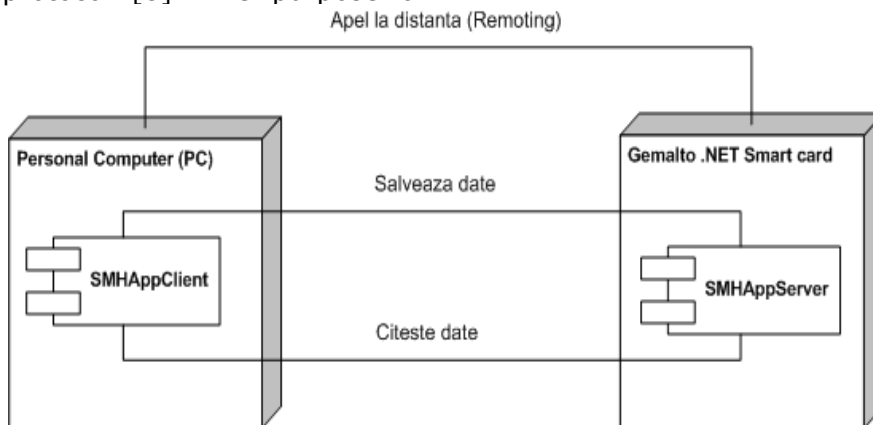 Apel la distanta (Remoting)
Personal Computer (PC)
Gemalto .NET Smart card
Salveaza date
SMHAppClient
SMHAppServer
Citeste date